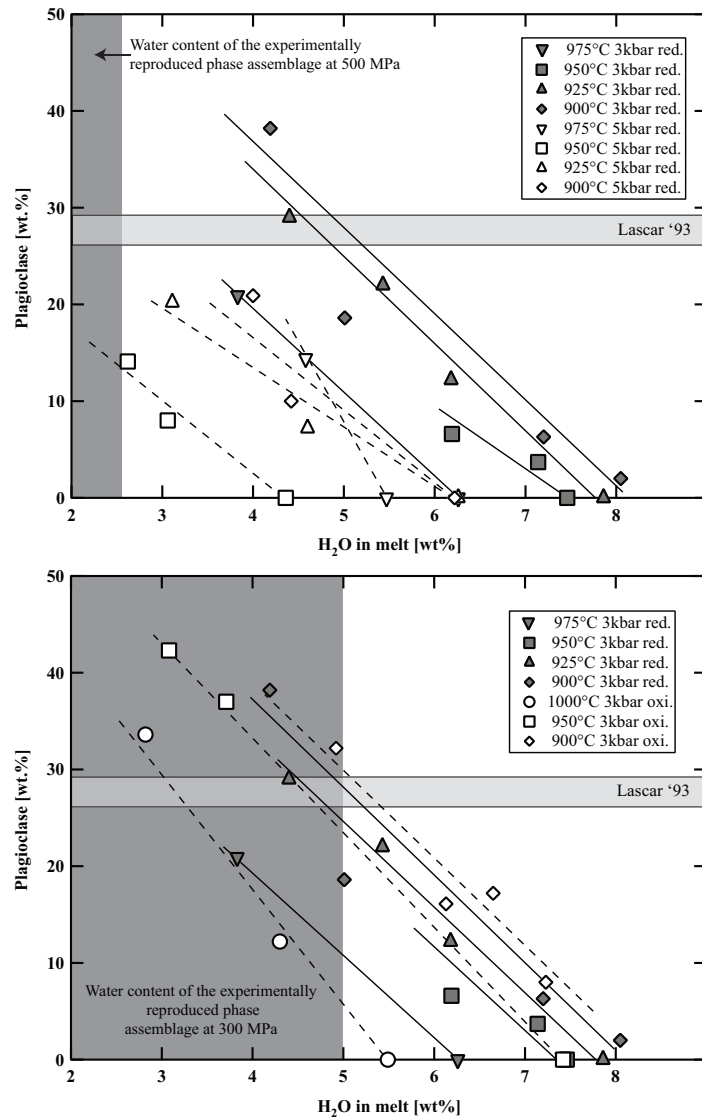 Water content of the experimentally
reproduced phase assemblage at 500 MPa
975°C 3kbar red.
950°C 3kbar red.
925°C 3kbar red.
900°C 3kbar red.
975°C 5kbar red.
950°C 5kbar red.
925°C 5kbar red.
900°C 5kbar red.
Lascar ‘93
50
40
30
20
10
0
Plagioclase [wt.%]
2 3 4 5 6 7 8 9
H₂O in melt [wt%]
975°C 3kbar red.
950°C 3kbar red.
925°C 3kbar red.
900°C 3kbar red.
1000°C 3kbar oxi.
950°C 3kbar oxi.
900°C 3kbar oxi.
Lascar ‘93
Water content of the experimentally
reproduced phase
assemblage at 300 MPa
50
40
30
20
10
0
Plagioclase [wt.%]
2 3 4 5 6 7 8 9
H₂O in melt [wt%]